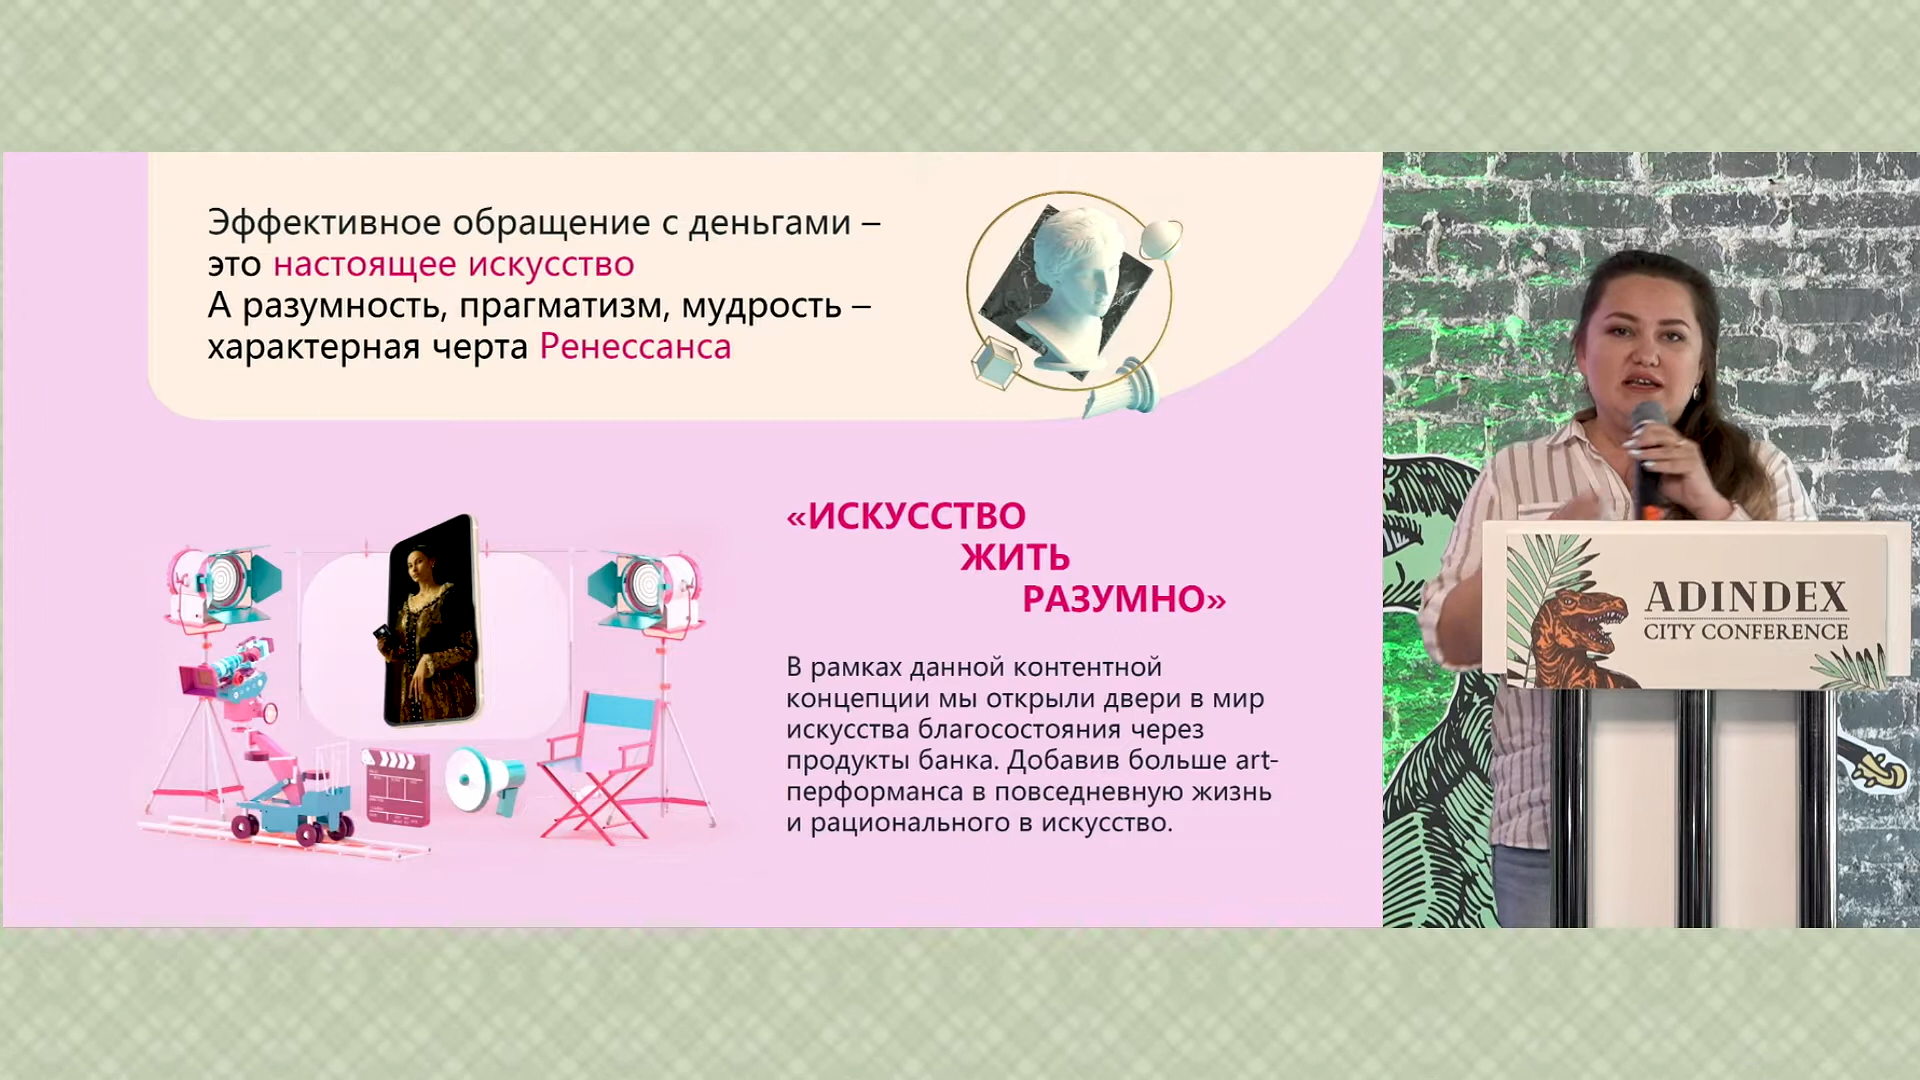 Эффективное обращение с деньгами –
это настоящее искусство
А разумность, прагматизм, мудрость –
характерная черта Ренессанса
«ИСКУССТВО
ЖИТЬ
РАЗУМНО»
В рамках данной контентной
концепции мы открыли двери в мир
искусства благосостояния через
продукты банка. Добавив больше art-
перформанса в повседневную жизнь
и рационального в искусство.
ADINDEX
CITY CONFERENCE